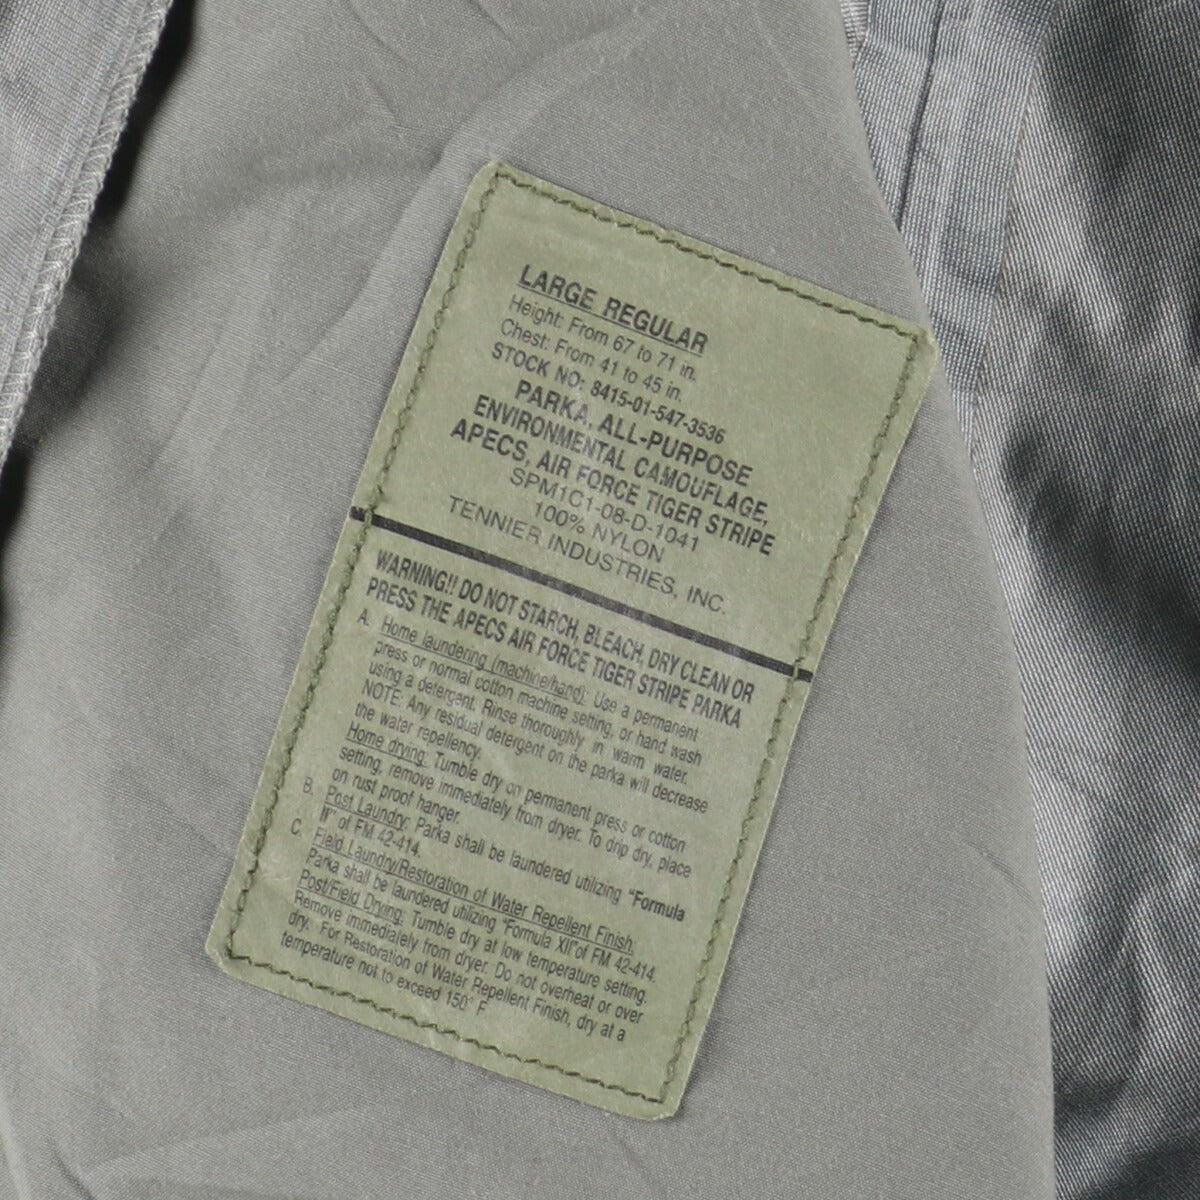 LARGE REGULAR
Height: From 67 to 71 in.
Chest: From 41 to 45 in.
STOCK NO: 8415-01-547-3536
PARKA, ALL-PURPOSE
ENVIRONMENTAL CAMOUFLAGE,
APECS, AIR FORCE TIGER STRIPE
SPM1C1-08-D-1041
100% NYLON
TENNIER INDUSTRIES, INC.
WARNING!! DO NOT STARCH, BLEACH, DRY CLEAN OR
PRESS THE APECS AIR FORCE TIGER STRIPE PARKA
A. Home laundering (machine/hand): Use a permanent
press or normal cotton machine setting, or hand wash
using a detergent. Rinse thoroughly in warm water.
NOTE: Any residual detergent on the parka will decrease
the water repellency.
Home drying: Tumble dry on permanent press or cotton
setting, remove immediately from dryer. To drip dry, place
on rust proof hanger.
B. Post Laundry: Parka shall be laundered utilizing "Formula
II" of FM 42-414.
C. Field Laundry/Restoration of Water Repellent Finish.
Parka shall be laundered utilizing "Formula XII"of FM 42-414.
Post/Field Drying: Tumble dry at low temperature setting.
Remove immediately from dryer. Do not overheat or over
dry. For Restoration of Water Repellent Finish, dry at a
temperature not to exceed 150° F